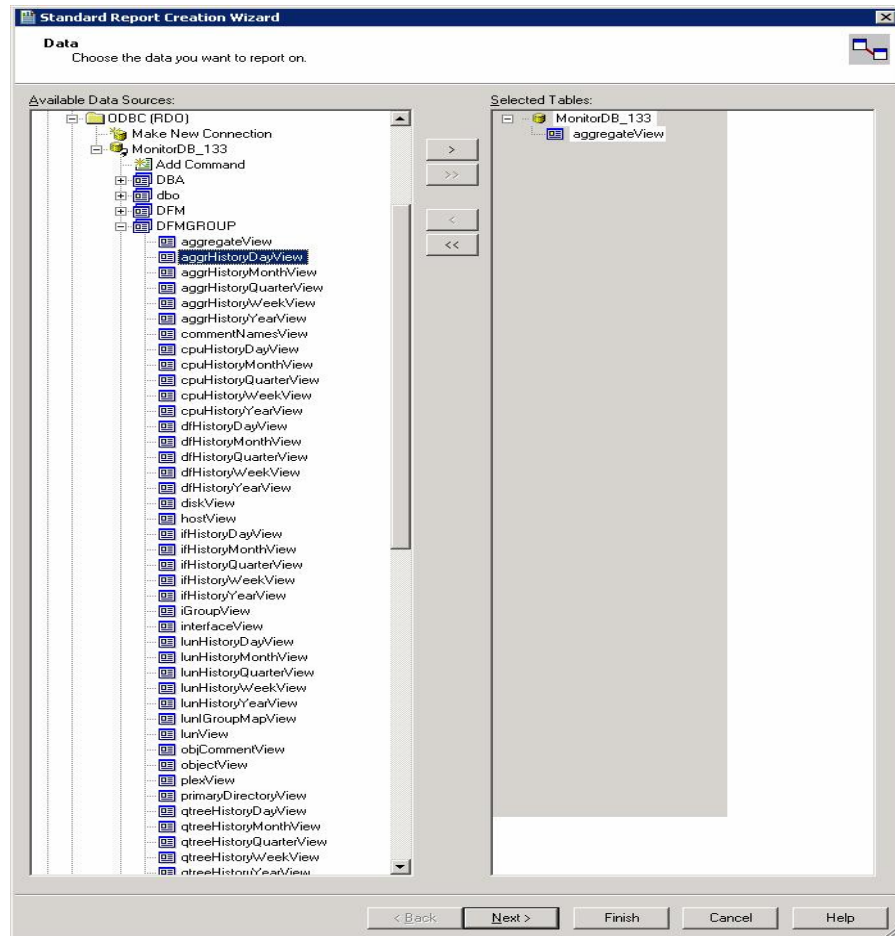 Standard Report Creation Wizard
Data
Choose the data you want to report on.
Available Data Sources:
ODBC (RDO)
Make New Connection
MonitorDB_133
Add Command
DBA
dbo
DFM
DFMGROUP
aggregateView
aggrHistoryDayView
aggrHistoryMonthView
aggrHistoryQuarterView
aggrHistoryWeekView
aggrHistoryYearView
commentNamesView
cpuHistoryDayView
cpuHistoryMonthView
cpuHistoryQuarterView
cpuHistoryWeekView
cpuHistoryYearView
dfHistoryDayView
dfHistoryMonthView
dfHistoryQuarterView
dfHistoryWeekView
dfHistoryYearView
diskView
hostView
ifHistoryDayView
ifHistoryMonthView
ifHistoryQuarterView
ifHistoryWeekView
ifHistoryYearView
iGroupView
interfaceView
lunHistoryDayView
lunHistoryMonthView
lunHistoryQuarterView
lunHistoryWeekView
lunHistoryYearView
lunIGroupMapView
lunView
objCommentView
objectView
plexView
primaryDirectoryView
qtreeHistoryDayView
qtreeHistoryMonthView
qtreeHistoryQuarterView
qtreeHistoryWeekView
qtreeHistoryYearView
>
>>
<
<<
Selected Tables:
MonitorDB_133
aggregateView
< Back
Next >
Finish
Cancel
Help